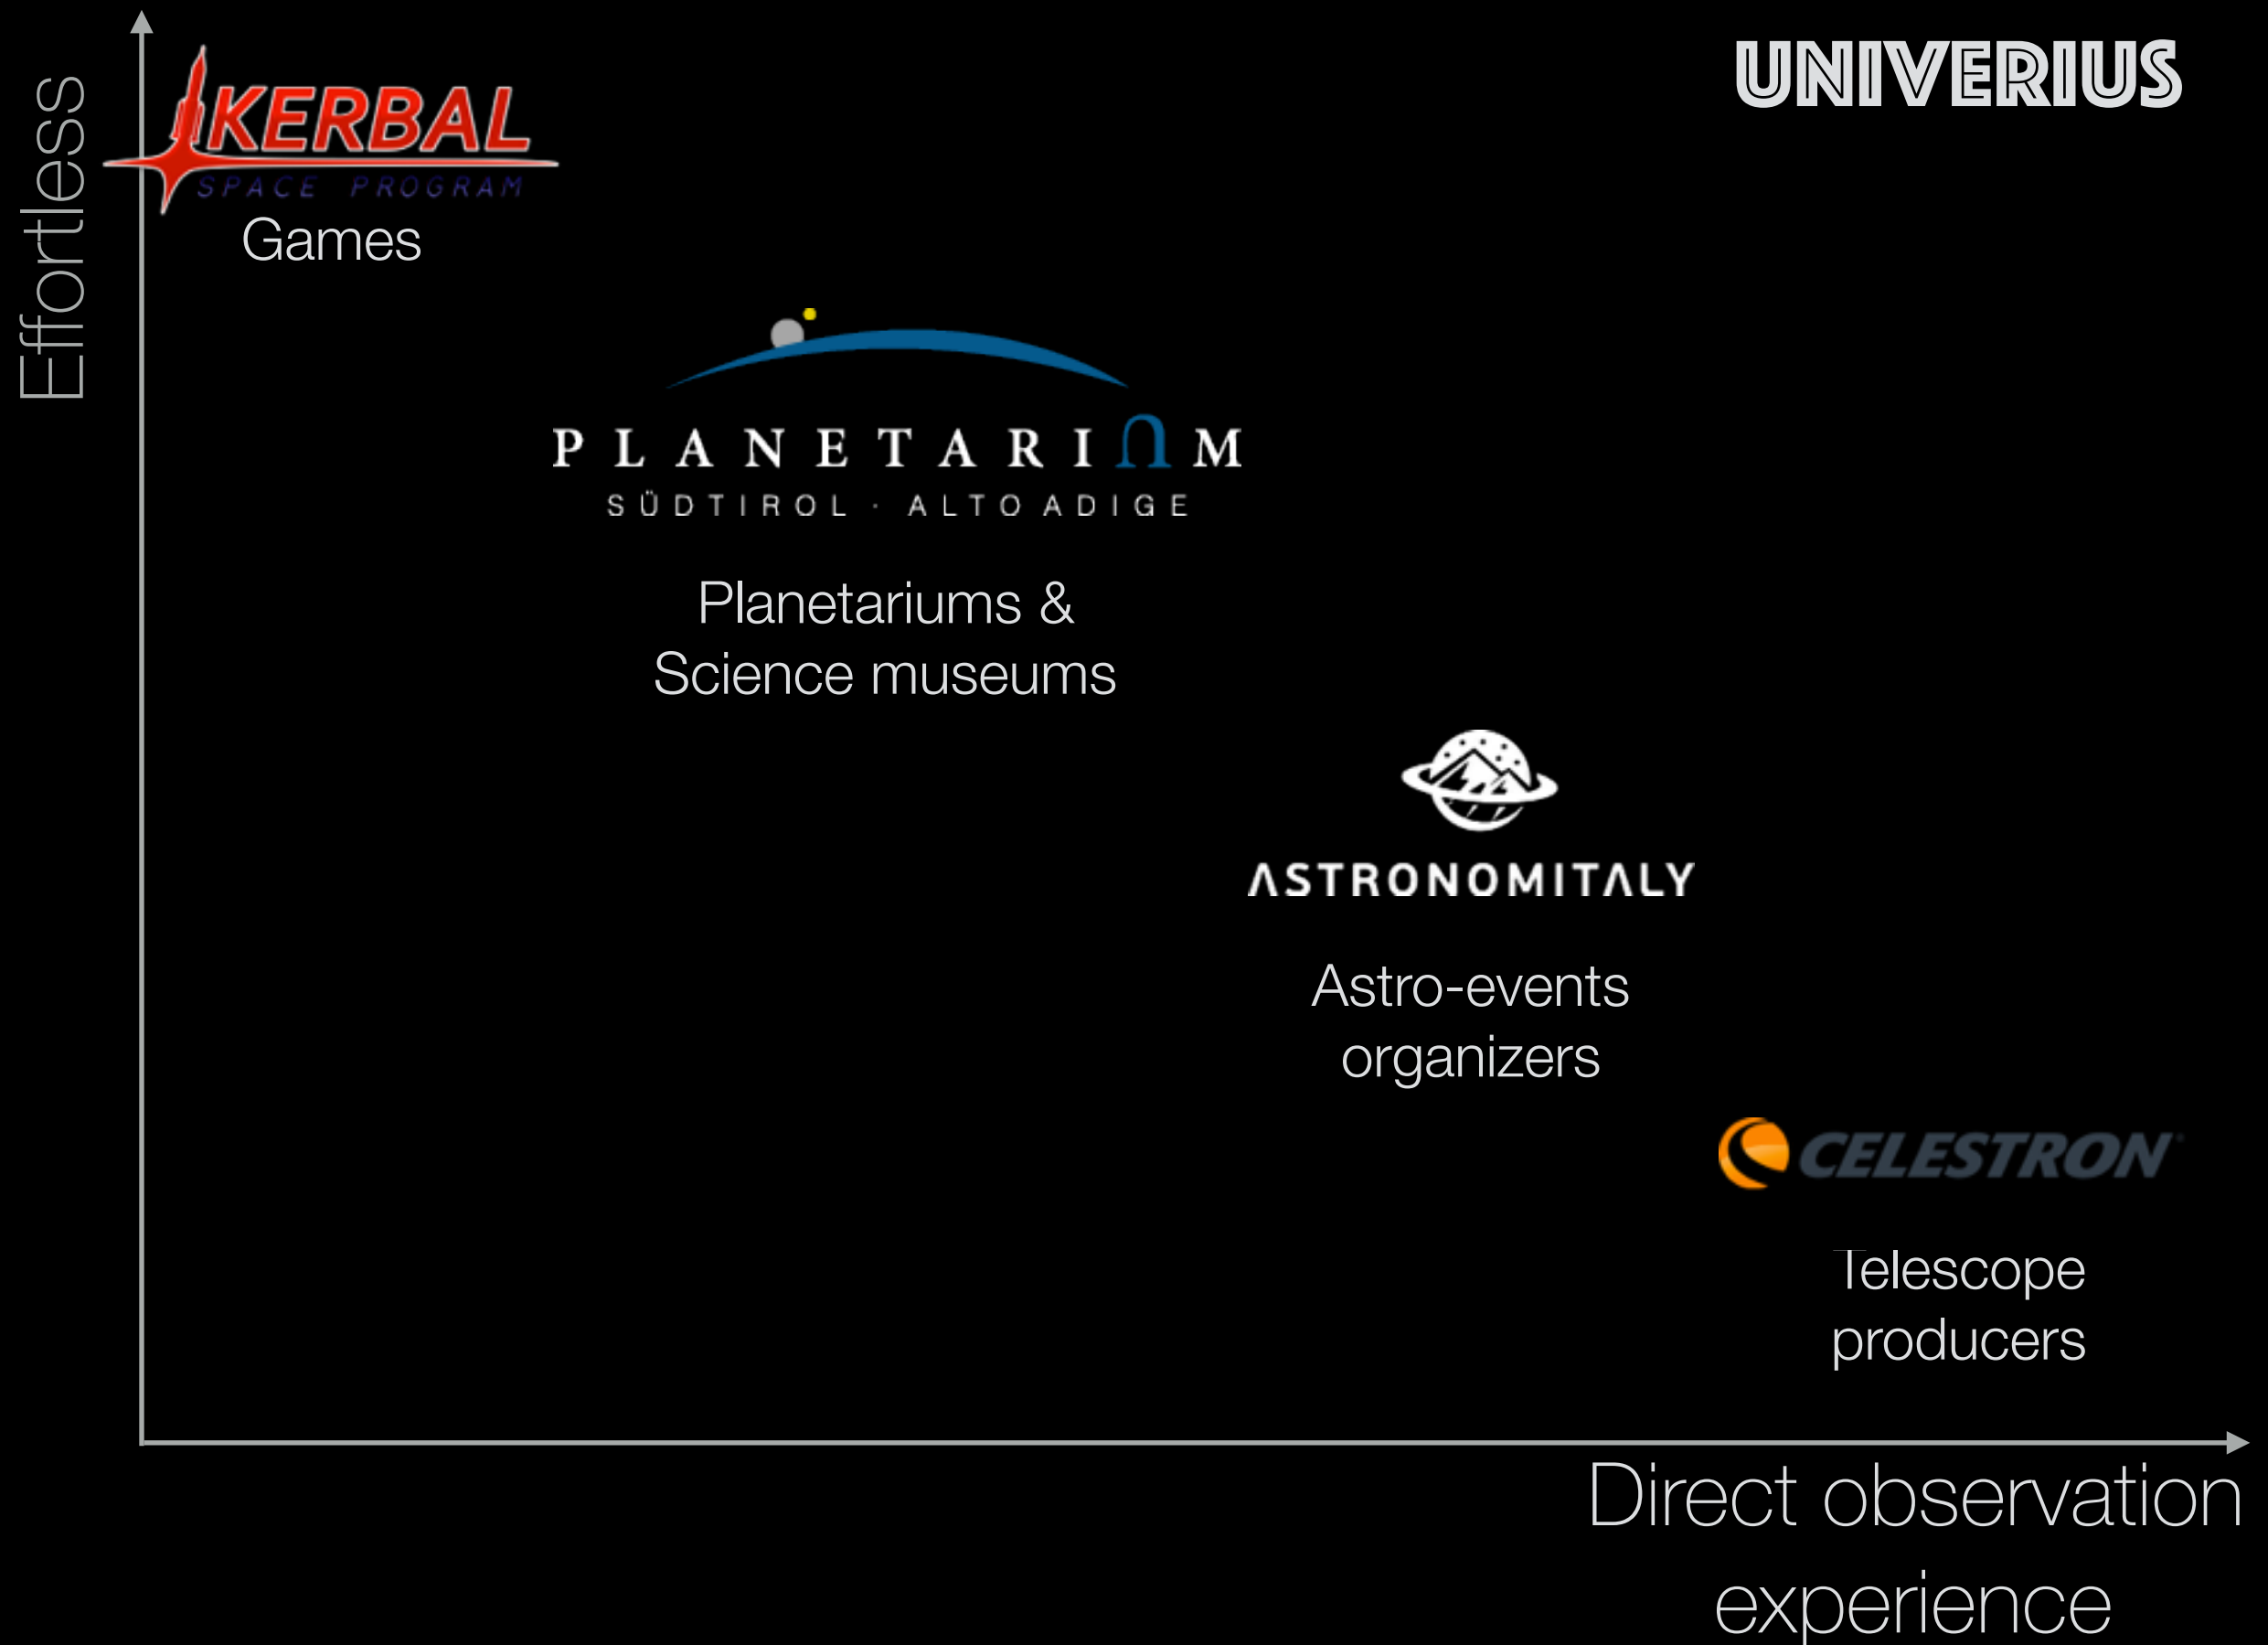 Effortless
KERBAL
SPACE PROGRAM
Games
UNIVERIUS
PLANETARIUM
SÜDTIROL · ALTO ADIGE
Planetariums &
Science museums
ASTRONOMITALY
Astro-events
organizers
CELESTRON
Telescope
producers
Direct observation
experience